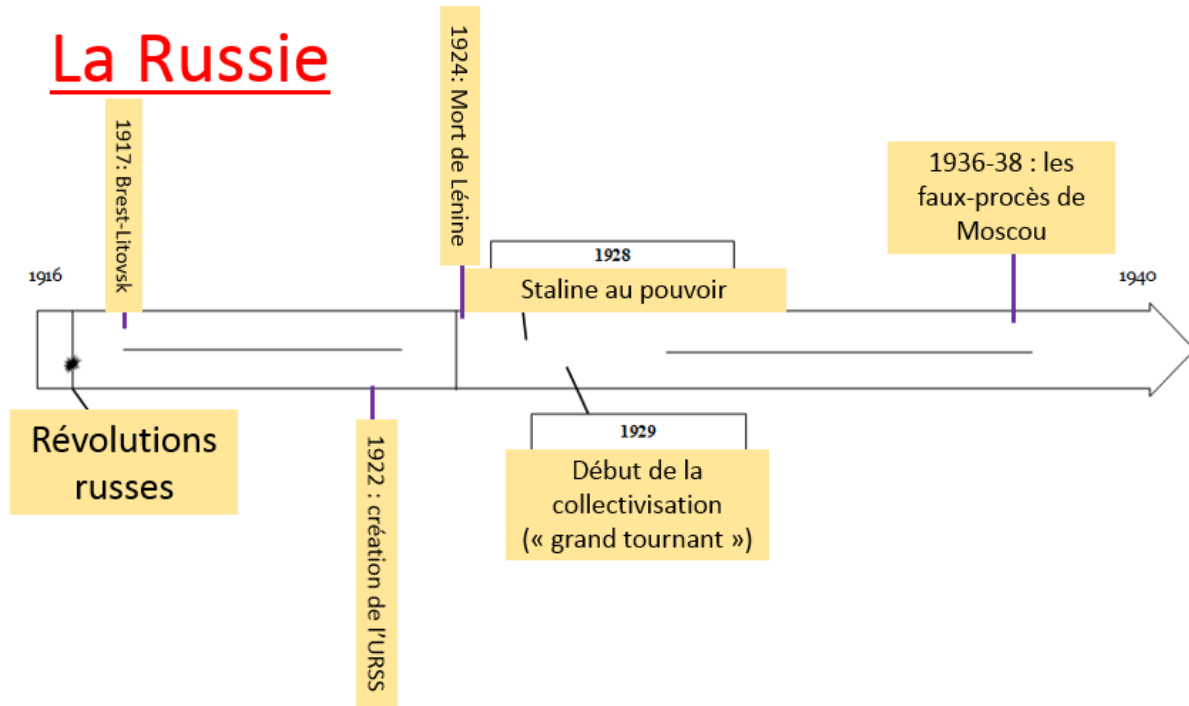 La Russie
1917: Brest-Litovsk
1924: Mort de Lénine
1936-38 : les
faux-procès de
Moscou
1916
1928
Staline au pouvoir
1940
Révolutions
russes
1922 : création de l'URSS
1929
Début de la
collectivisation
(« grand tournant »)